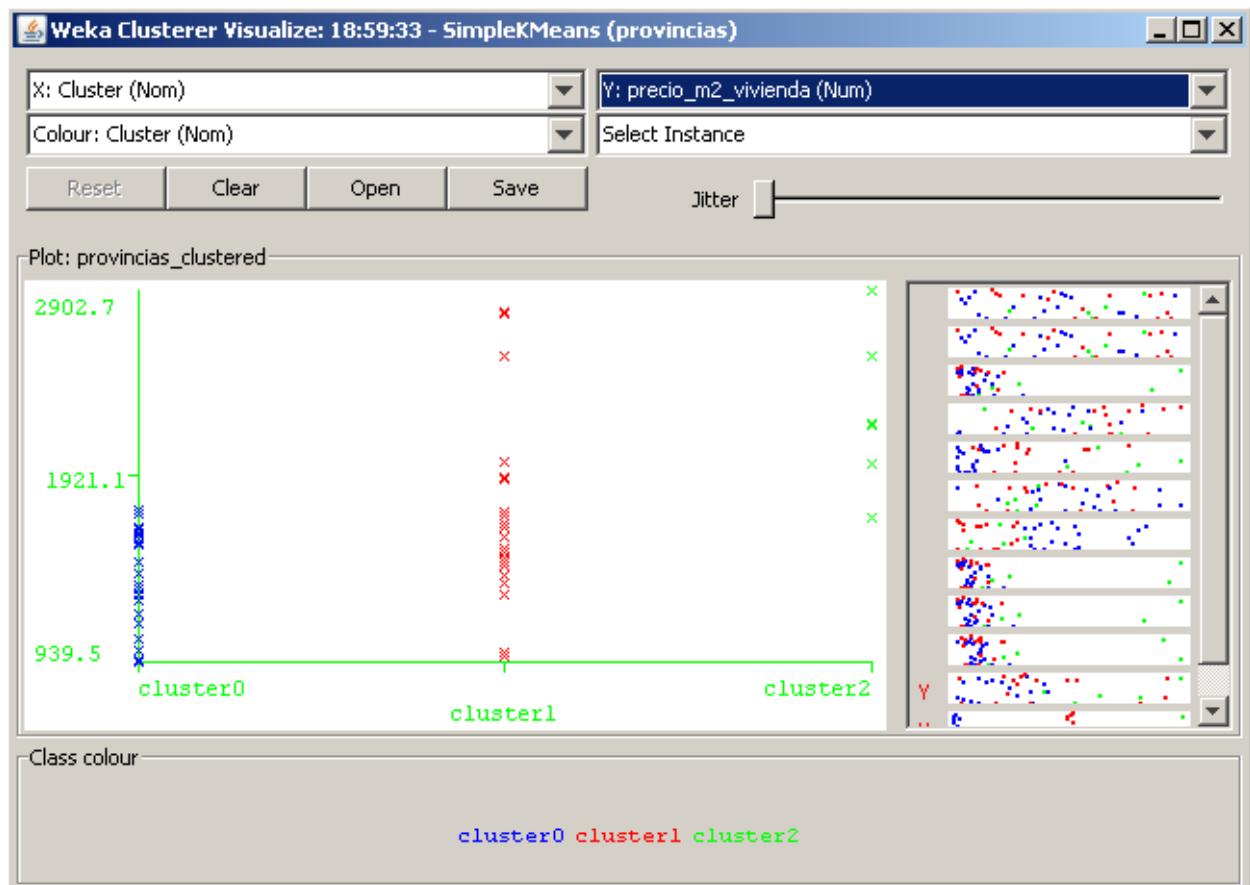 Weka Clusterer Visualize: 18:59:33 - SimpleKMeans (provincias)
X: Cluster (Nom) Y: precio_m2_vivienda (Num)
Colour: Cluster (Nom) Select Instance
Reset Clear Open Save Jitter
Plot: provincias_clustered
2902.7
1921.1
939.5
cluster0 cluster2
cluster1
Y
Class colour
cluster0 cluster1 cluster2